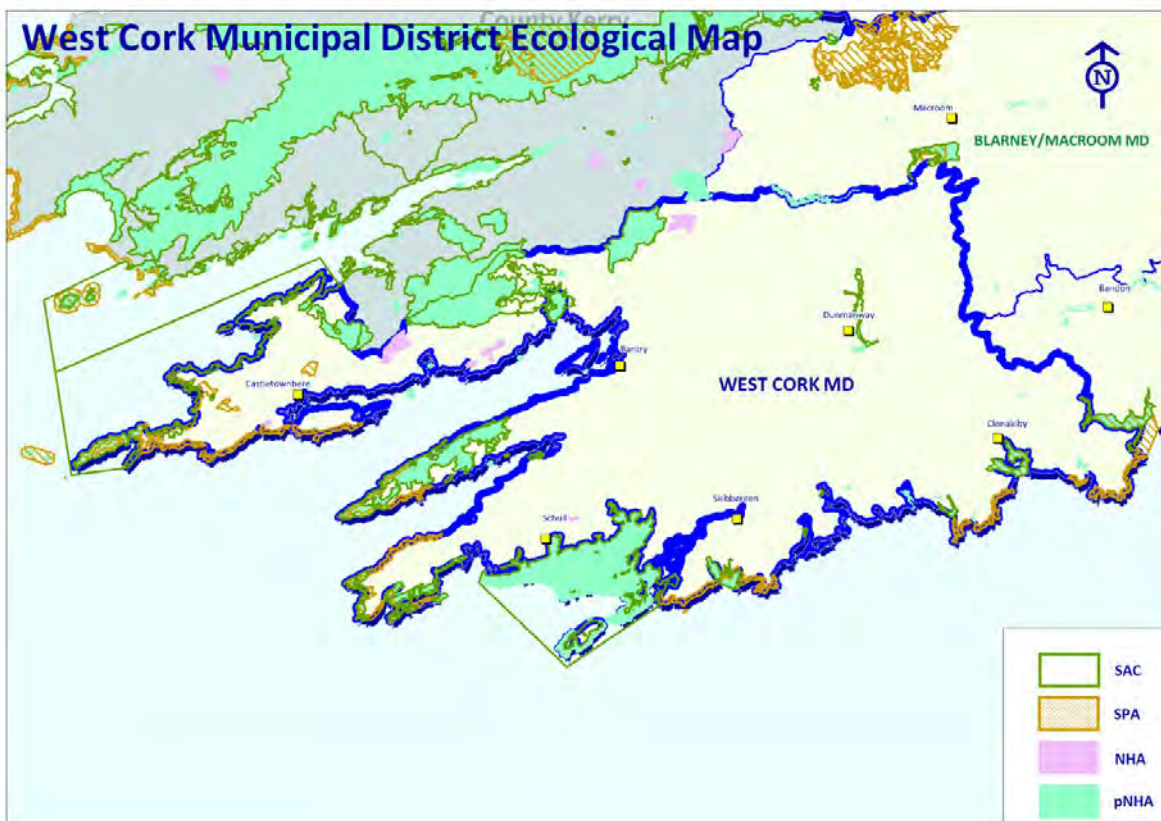 County Kerry
West Cork Municipal District Ecological Map
N
Macroom
BLARNEY/MACROOM MD
Bandon
Dunmanway
Bantry
WEST CORK MD
Castletownbere
Clonakilty
Skibbereen
Schull
SAC
SPA
NHA
pNHA